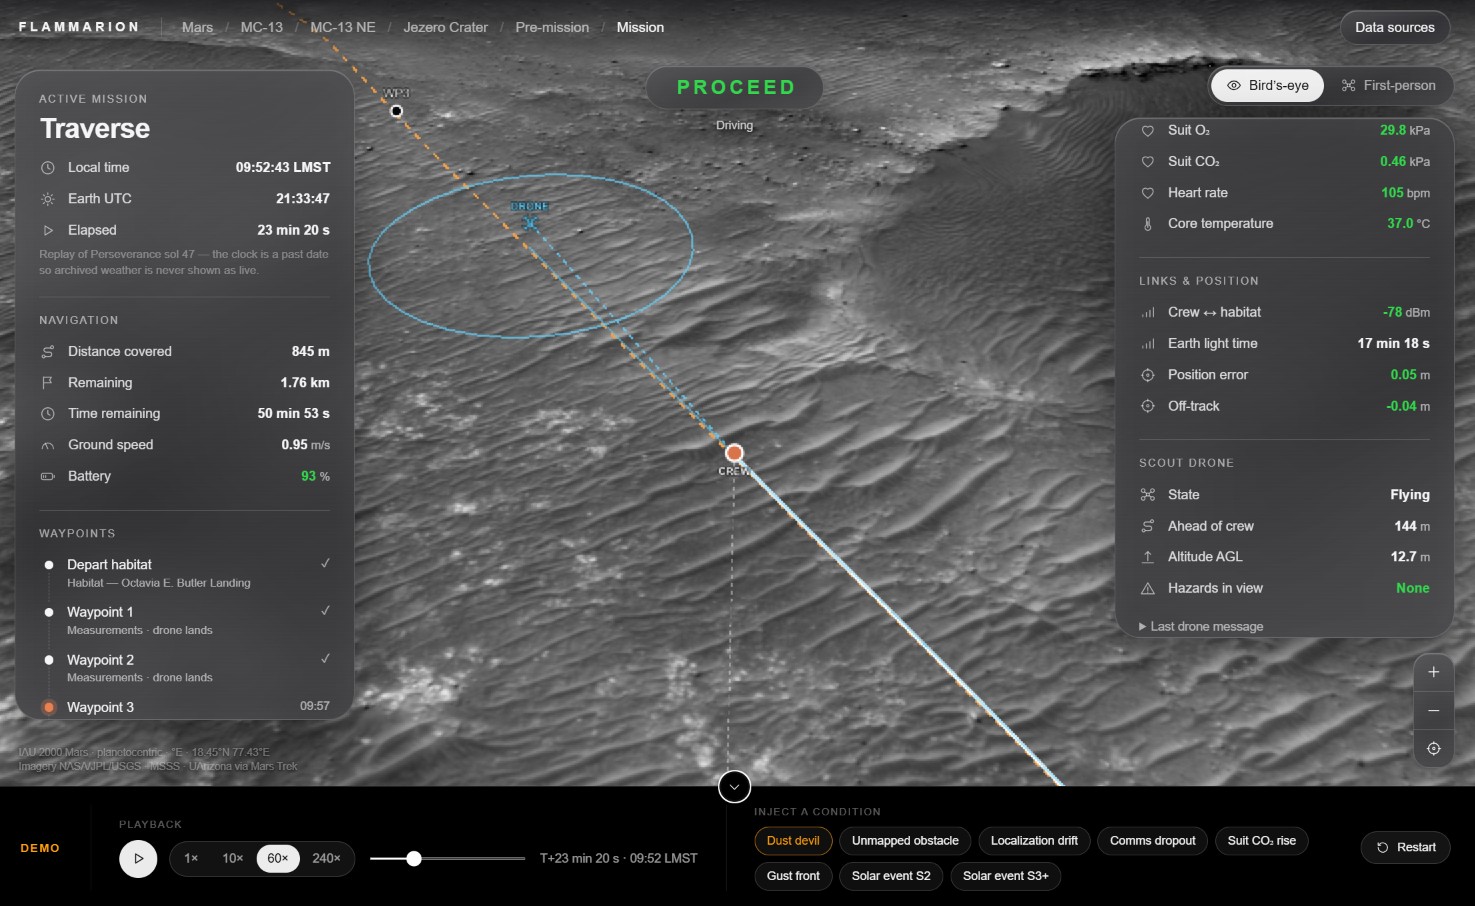 FLAMMARION
Mars / MC-13 / MC-13 NE / Jezero Crater / Pre-mission / Mission
Data sources
ACTIVE MISSION
Traverse
Local time 09:52:43 LMST
Earth UTC 21:33:47
Elapsed 23 min 20 s
Replay of Perseverance sol 47 — the clock is a past date
so archived weather is never shown as live.
NAVIGATION
Distance covered 845 m
Remaining 1.76 km
Time remaining 50 min 53 s
Ground speed 0.95 m/s
Battery 93 %
WAYPOINTS
Depart habitat ✓
Habitat — Octavia E. Butler Landing
Waypoint 1 ✓
Measurements · drone lands
Waypoint 2 ✓
Measurements · drone lands
Waypoint 3 09:57
IAU 2000 Mars · planetocentric · °E · 18.45°N 77.43°E
Imagery NASA/JPL/USGS · MSSS · UArizona via Mars Trek
PROCEED
Driving
WP3
DRONE
CREW
Bird's-eye First-person
Suit O₂ 29.8 kPa
Suit CO₂ 0.46 kPa
Heart rate 105 bpm
Core temperature 37.0 °C
LINKS & POSITION
Crew ↔ habitat -78 dBm
Earth light time 17 min 18 s
Position error 0.05 m
Off-track -0.04 m
SCOUT DRONE
State Flying
Ahead of crew 144 m
Altitude AGL 12.7 m
Hazards in view None
▶ Last drone message
+
−
DEMO
PLAYBACK
1× 10× 60× 240×
T+23 min 20 s · 09:52 LMST
INJECT A CONDITION
Dust devil Unmapped obstacle Localization drift Comms dropout Suit CO₂ rise
Gust front Solar event S2 Solar event S3+
Restart